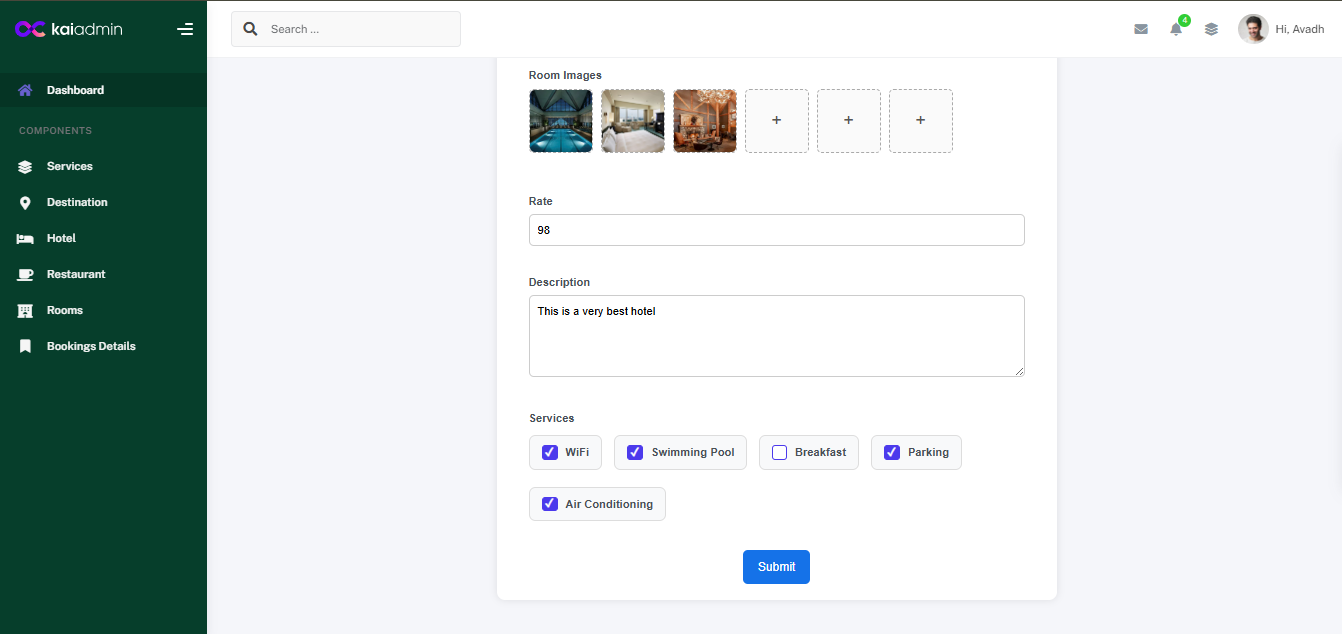 kaiadmin
Search ...
4
Hi, Avadh
Dashboard
COMPONENTS
Services
Destination
Hotel
Restaurant
Rooms
Bookings Details
Room Images
+ + +
Rate
98
Description
This is a very best hotel
Services
WiFi Swimming Pool Breakfast Parking
Air Conditioning
Submit